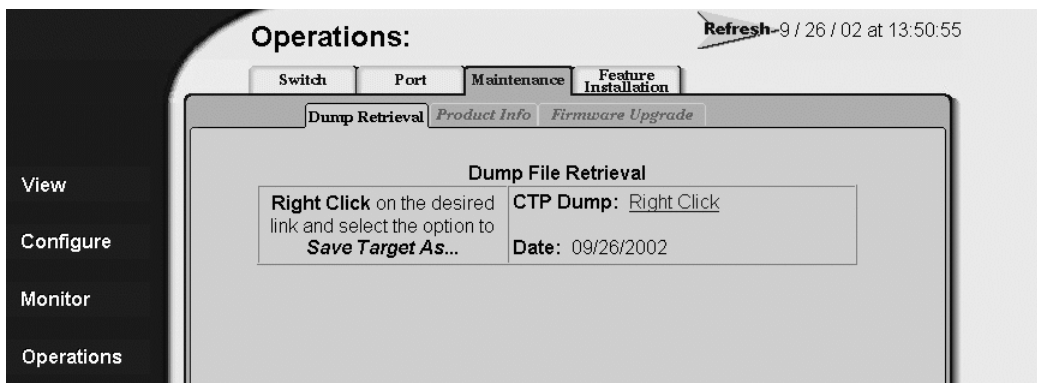 Operations:
Refresh-9 / 26 / 02 at 13:50:55
Switch
Port
Maintenance
Feature
Installation
Dump Retrieval
Product Info
Firmware Upgrade
View
Configure
Monitor
Operations
Dump File Retrieval
Right Click on the desired
link and select the option to
Save Target As...
CTP Dump: Right Click
Date: 09/26/2002